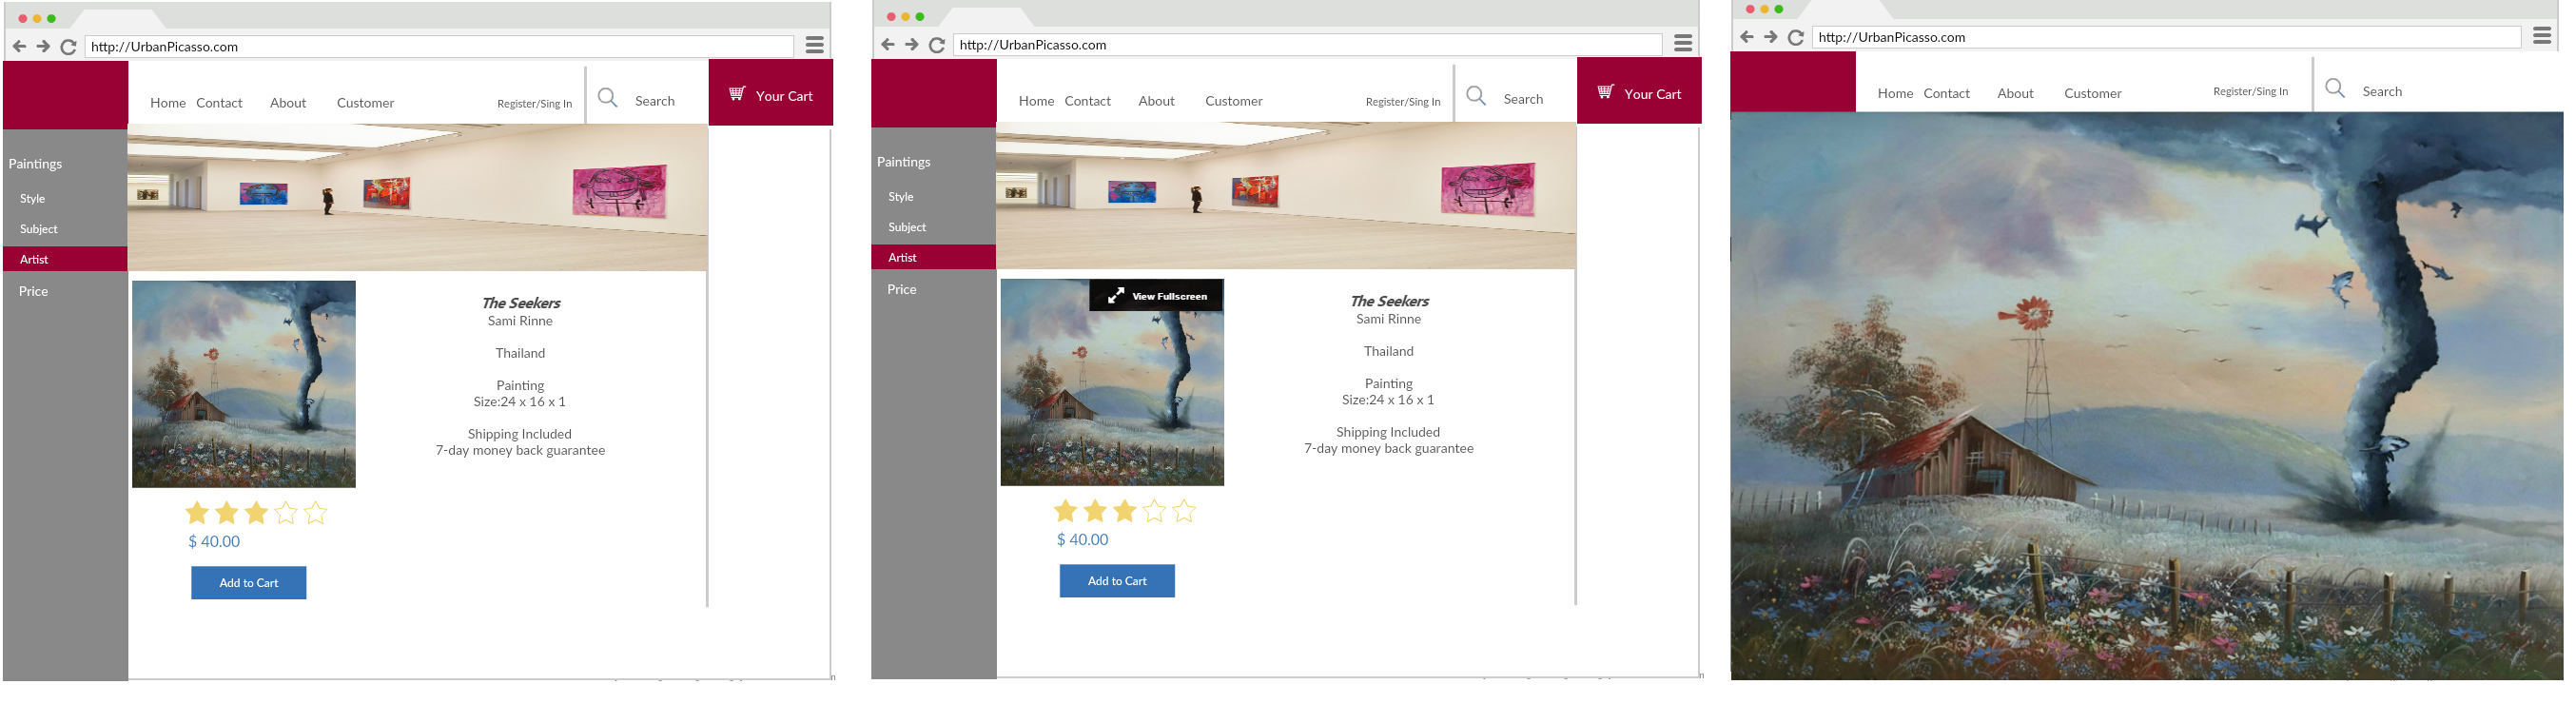 http://UrbanPicasso.com
Home Contact About Customer Register/Sing In Search Your Cart
Paintings
Style
Subject
Artist
Price
The Seekers
Sami Rinne
Thailand
Painting
Size:24 x 16 x 1
Shipping Included
7-day money back guarantee
$ 40.00
Add to Cart
http://UrbanPicasso.com
Home Contact About Customer Register/Sing In Search Your Cart
Paintings
Style
Subject
Artist
Price
View Fullscreen
The Seekers
Sami Rinne
Thailand
Painting
Size:24 x 16 x 1
Shipping Included
7-day money back guarantee
$ 40.00
Add to Cart
http://UrbanPicasso.com
Home Contact About Customer Register/Sing In Search